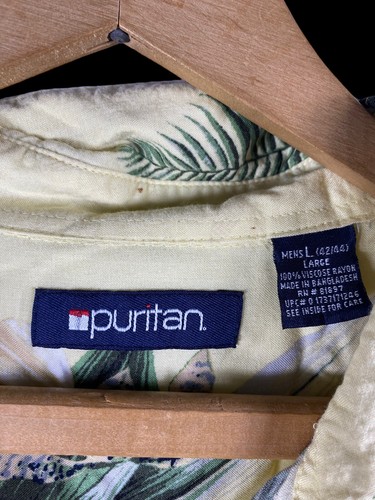 puritan.
MENS L (42/44)
LARGE
100% VISCOSE RAYON
MADE IN BANGLADESH
RN # 81897
UPC# 0 1737171246
SEE INSIDE FOR CARE